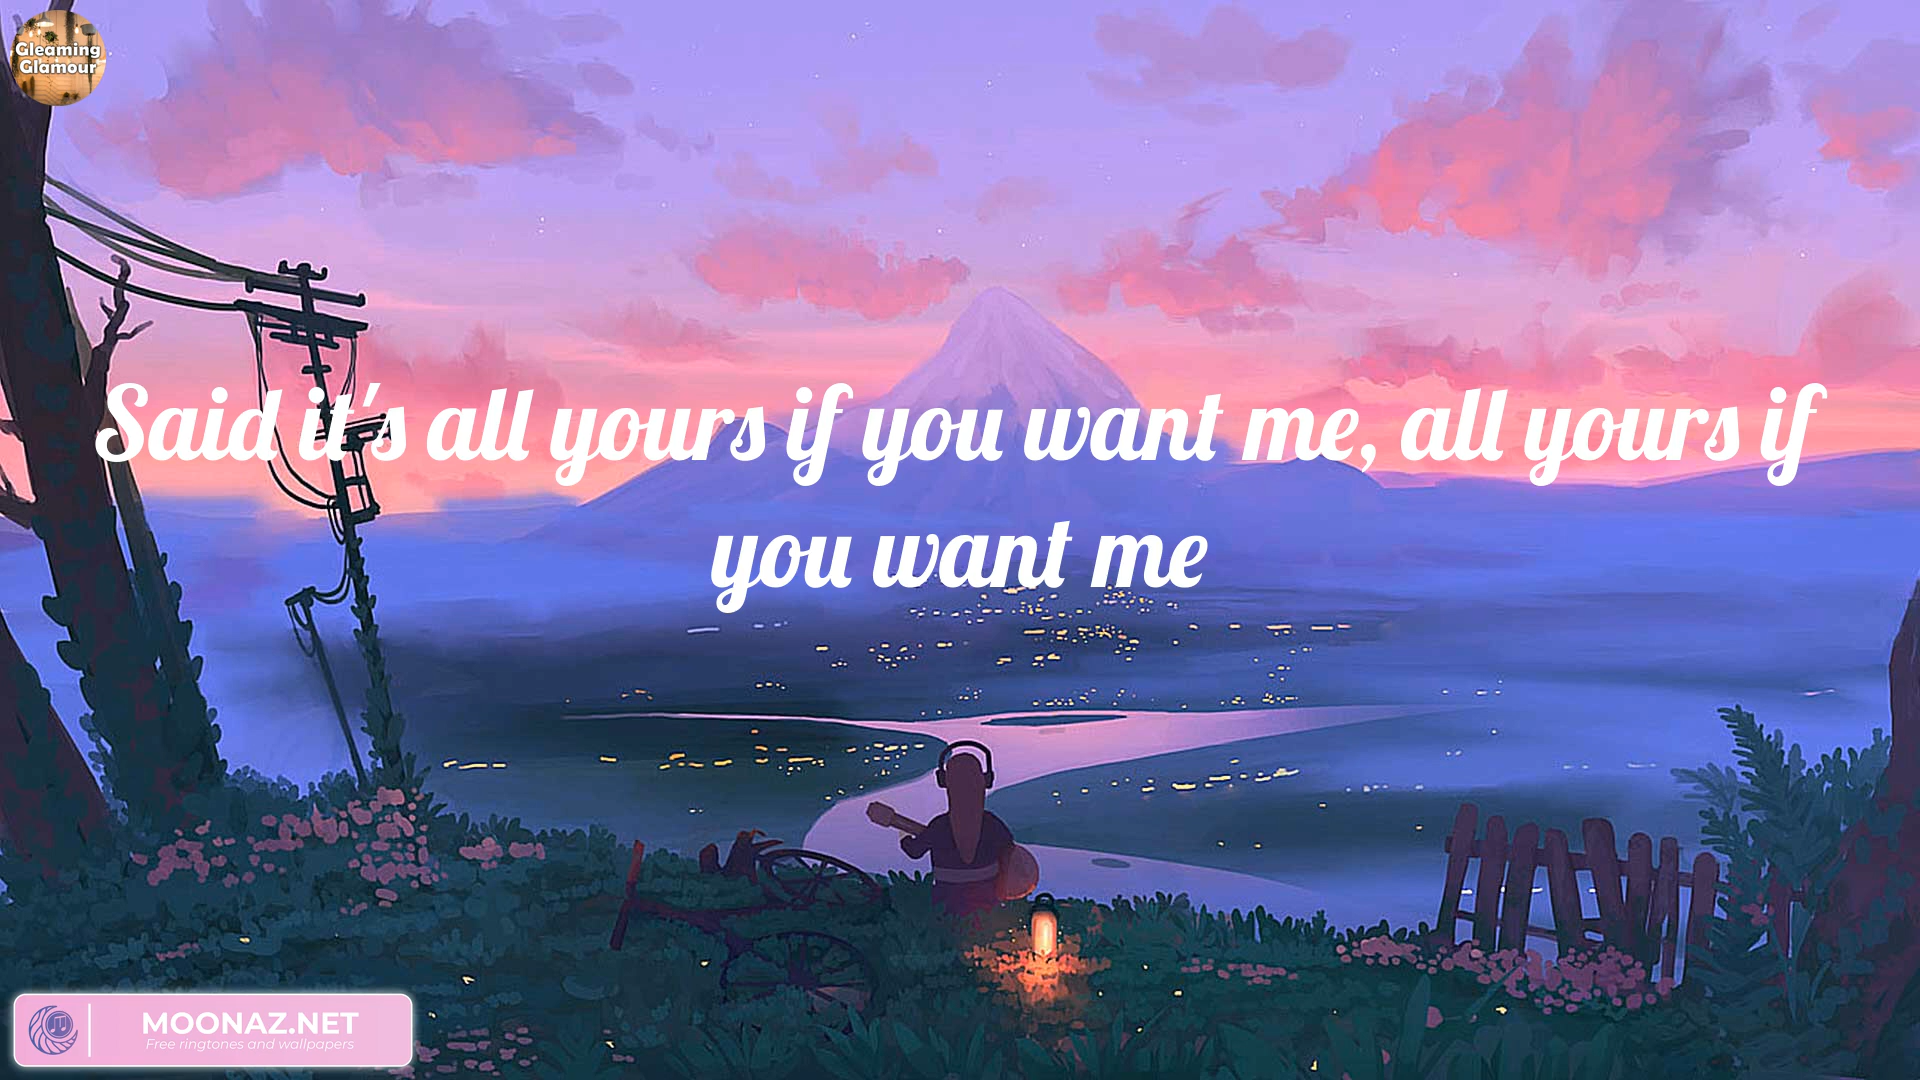 Gleaming
Glamour
Said it's all yours if you want me, all yours if
you want me
MOONAZ.NET
Free ringtones and wallpapers